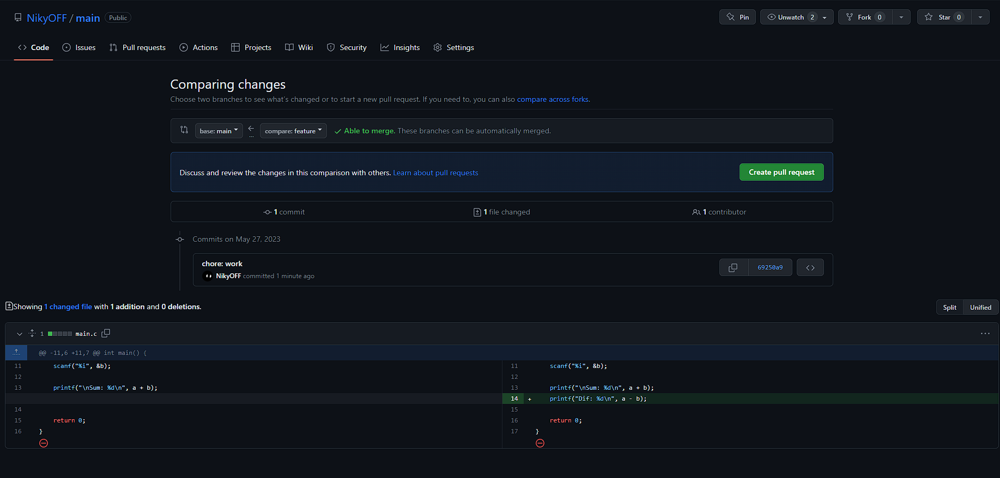 NikyOFF / main Public
Pin Unwatch 2 Fork 0 Star 0
Code Issues Pull requests Actions Projects Wiki Security Insights Settings
Comparing changes
Choose two branches to see what's changed or to start a new pull request. If you need to, you can also compare across forks.
base: main compare: feature Able to merge. These branches can be automatically merged.
Discuss and review the changes in this comparison with others. Learn about pull requests Create pull request
1 commit 1 file changed 1 contributor
Commits on May 27, 2023
chore: work
69250a9
NikyOFF committed 1 minute ago
Showing 1 changed file with 1 addition and 0 deletions.
Split Unified
1 main.c
@@ -11,6 +11,7 @@ int main() {
11 scanf("%i", &b);
12
13 printf("\nSum: %d\n", a + b);
14
15 return 0;
16 }
11 scanf("%i", &b);
12
13 printf("\nSum: %d\n", a + b);
14 + printf("Dif: %d\n", a - b);
15
16 return 0;
17 }